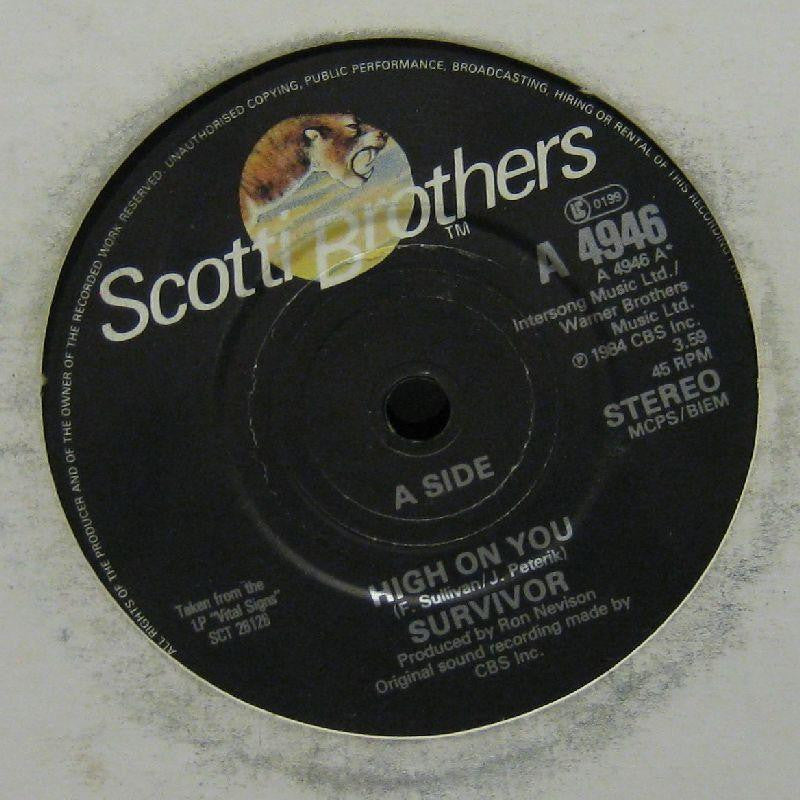 ALL RIGHTS OF THE PRODUCER AND OF THE OWNER OF THE RECORDED WORK RESERVED. UNAUTHORISED COPYING, PUBLIC PERFORMANCE, BROADCASTING, HIRING OR RENTAL OF THIS RECORDING
Scotti Brothers
TM
LC 0199
A 4946
A 4946 A*
Intersong Music Ltd./
Warner Brothers
Music Ltd.
℗ 1984 CBS Inc.
3.59
45 RPM
STEREO
MCPS/BIEM
A SIDE
Taken from the
LP "Vital Signs"
SCT 26126
HIGH ON YOU
(F. Sullivan/J. Peterik)
SURVIVOR
Produced by Ron Nevison
Original sound recording made by
CBS Inc.